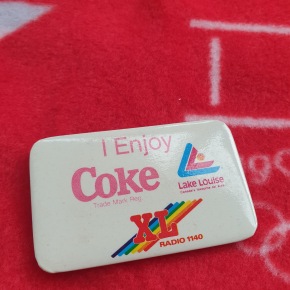 I Enjoy
Coke
Trade Mark Reg.
Lake Louise
XL
RADIO 1140